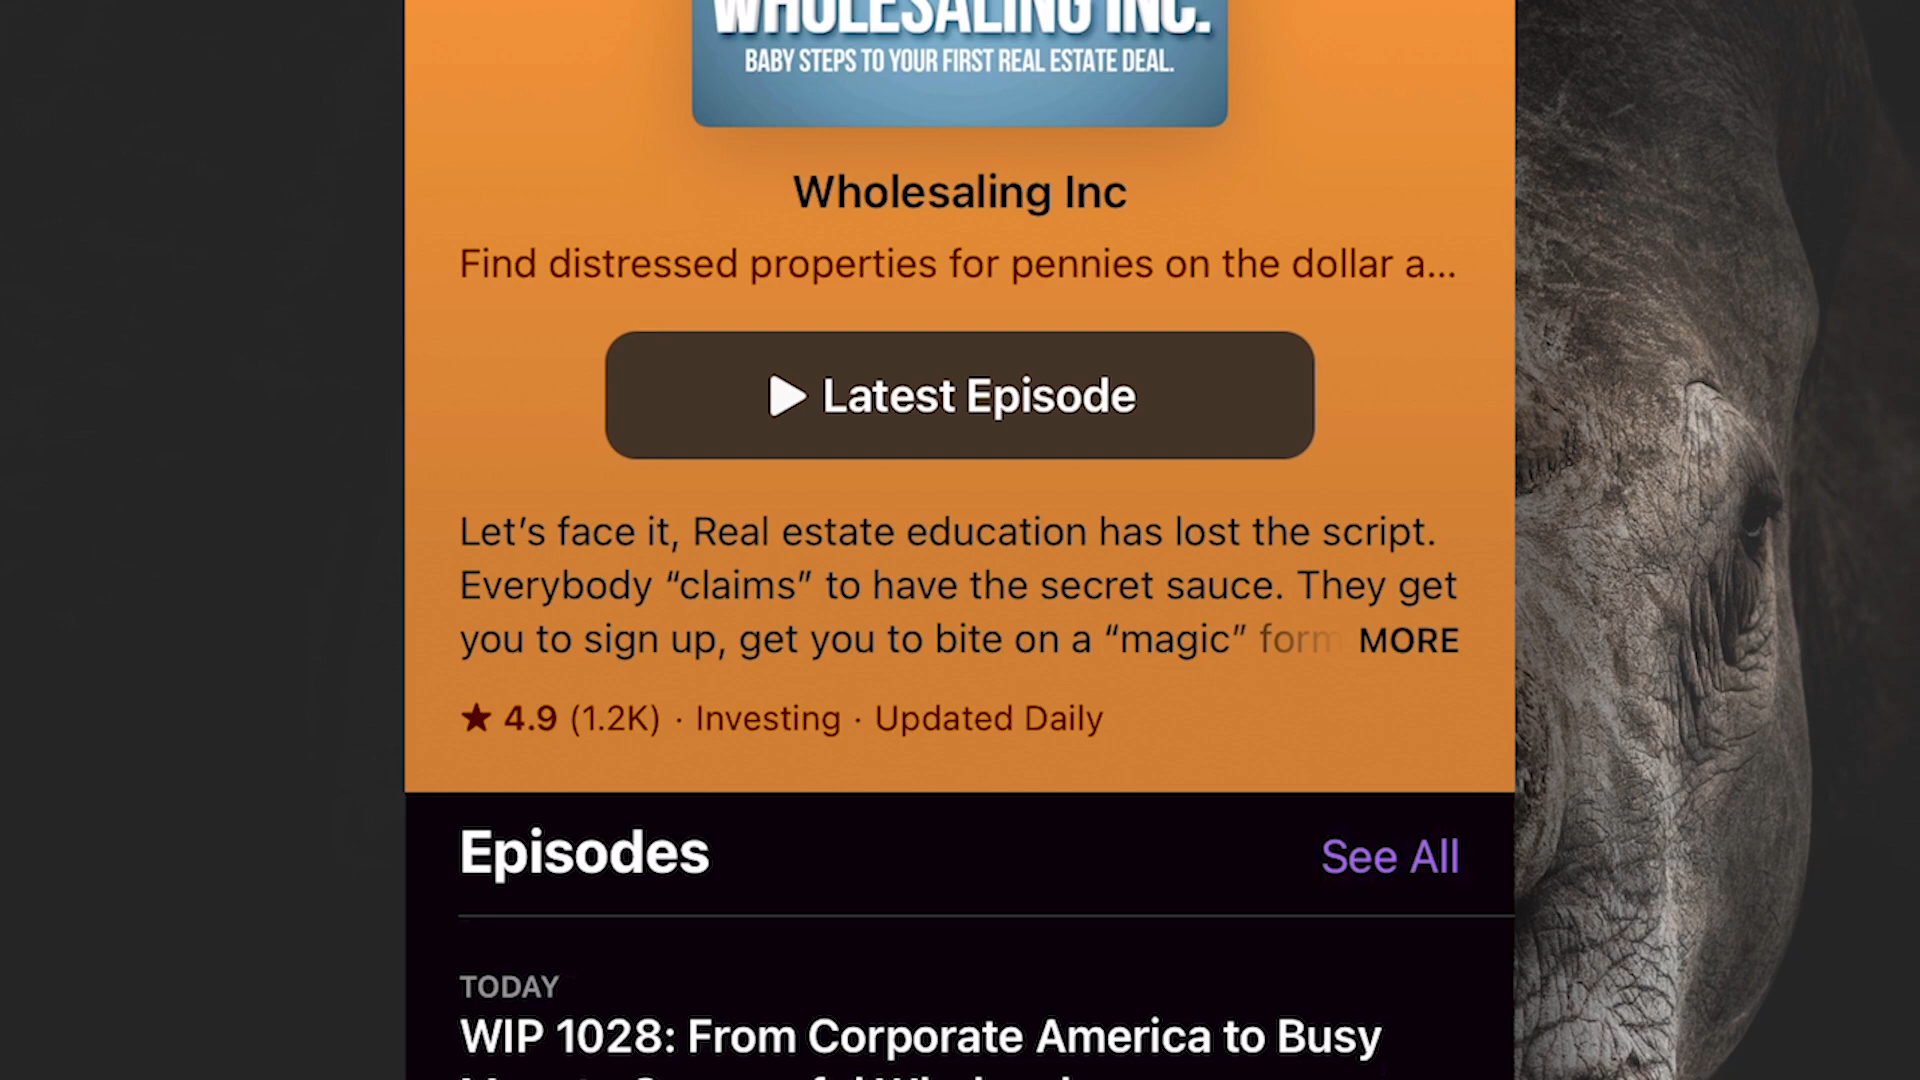 WHOLESALING INC.
BABY STEPS TO YOUR FIRST REAL ESTATE DEAL.
Wholesaling Inc
Find distressed properties for pennies on the dollar a...
Latest Episode
Let’s face it, Real estate education has lost the script.
Everybody “claims” to have the secret sauce. They get
you to sign up, get you to bite on a “magic” form MORE
★ 4.9 (1.2K) · Investing · Updated Daily
Episodes
See All
TODAY
WIP 1028: From Corporate America to Busy